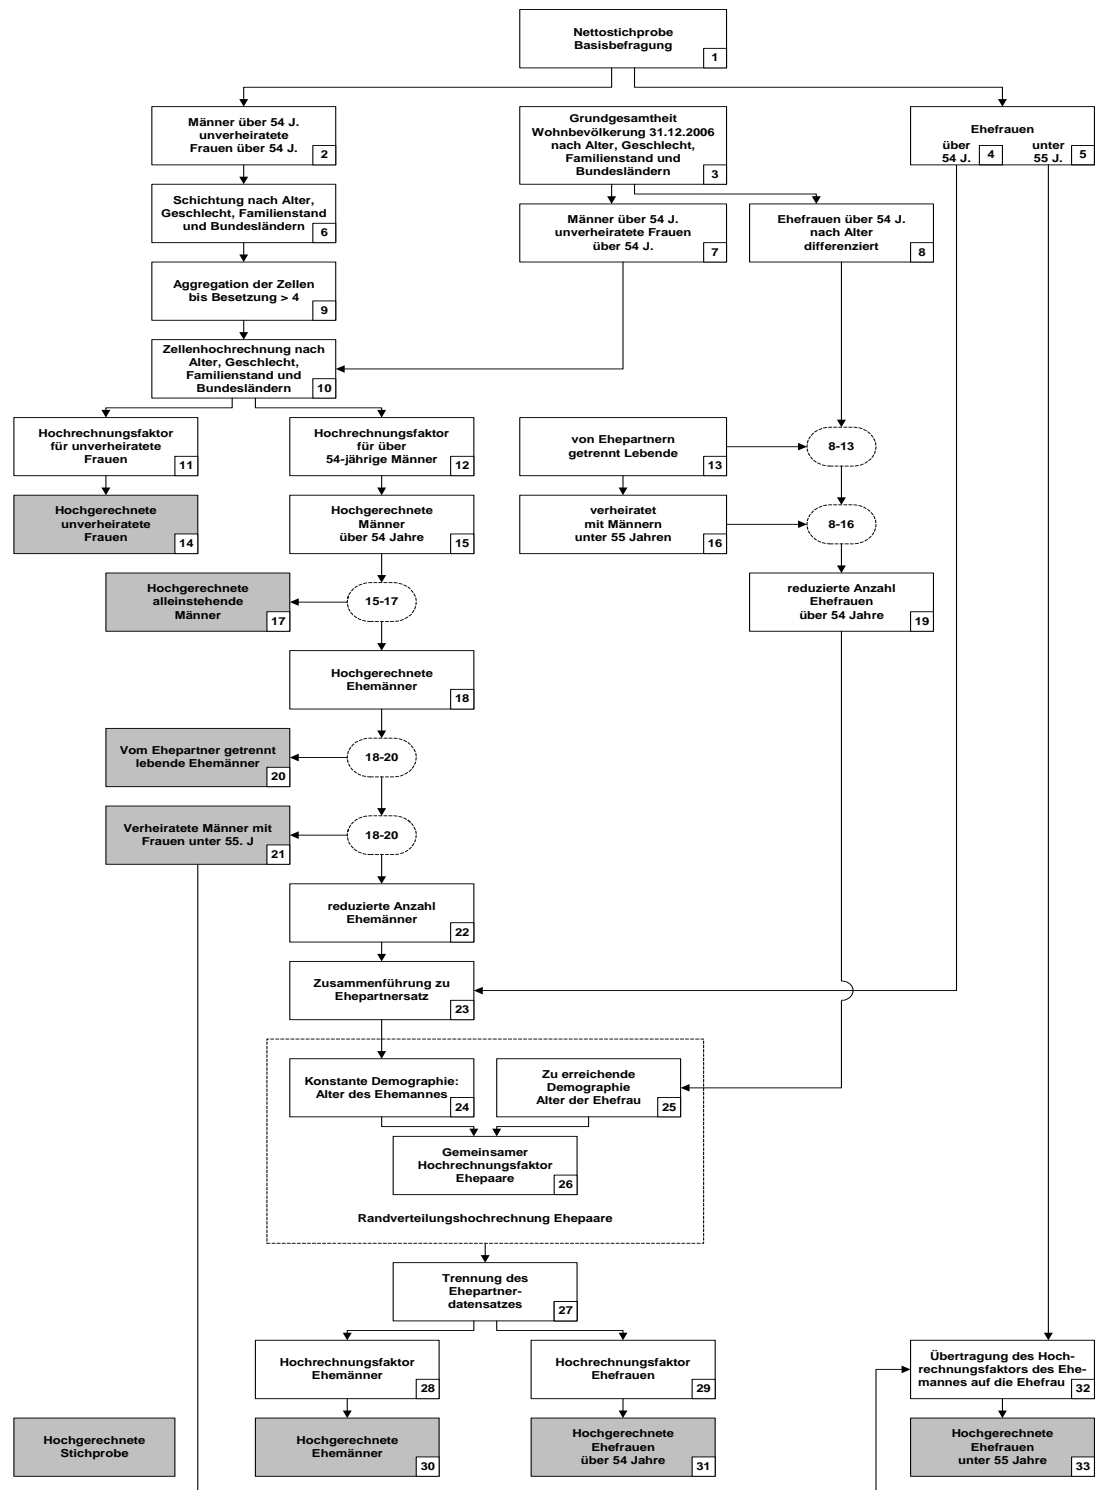 Nettostichprobe
Basisbefragung
1
Männer über 54 J.
unverheiratete
Frauen über 54 J.
2
Grundgesamtheit
Wohnbevölkerung 31.12.2006
nach Alter, Geschlecht,
Familienstand und
Bundesländern
3
Ehefrauen
über
54 J.
4
unter
55 J.
5
Schichtung nach Alter,
Geschlecht, Familienstand
und Bundesländern
6
Männer über 54 J.
unverheiratete Frauen
über 54 J.
7
Ehefrauen über 54 J.
nach Alter
differenziert
8
Aggregation der Zellen
bis Besetzung > 4
9
Zellenhochrechnung nach
Alter, Geschlecht,
Familienstand und
Bundesländern
10
Hochrechnungsfaktor
für unverheiratete
Frauen
11
Hochrechnungsfaktor
für über
54-jährige Männer
12
von Ehepartnern
getrennt Lebende
13
8-13
Hochgerechnete
unverheiratete
Frauen
14
Hochgerechnete
Männer
über 54 Jahre
15
verheiratet
mit Männern
unter 55 Jahren
16
8-16
Hochgerechnete
alleinstehende
Männer
17
15-17
reduzierte Anzahl
Ehefrauen
über 54 Jahre
19
Hochgerechnete
Ehemänner
18
Vom Ehepartner getrennt
lebende Ehemänner
20
18-20
Verheiratete Männer mit
Frauen unter 55. J
21
18-20
reduzierte Anzahl
Ehemänner
22
Zusammenführung zu
Ehepartnersatz
23
Konstante Demographie:
Alter des Ehemannes
24
Zu erreichende
Demographie
Alter der Ehefrau
25
Gemeinsamer
Hochrechnungsfaktor
Ehepaare
26
Randverteilungshochrechnung Ehepaare
Trennung des
Ehepartner-
datensatzes
27
Hochrechnungsfaktor
Ehemänner
28
Hochrechnungsfaktor
Ehefrauen
29
Übertragung des Hoch-
rechnungsfaktors des Ehe-
mannes auf die Ehefrau
32
Hochgerechnete
Stichprobe
Hochgerechnete
Ehemänner
30
Hochgerechnete
Ehefrauen
über 54 Jahre
31
Hochgerechnete
Ehefrauen
unter 55 Jahre
33